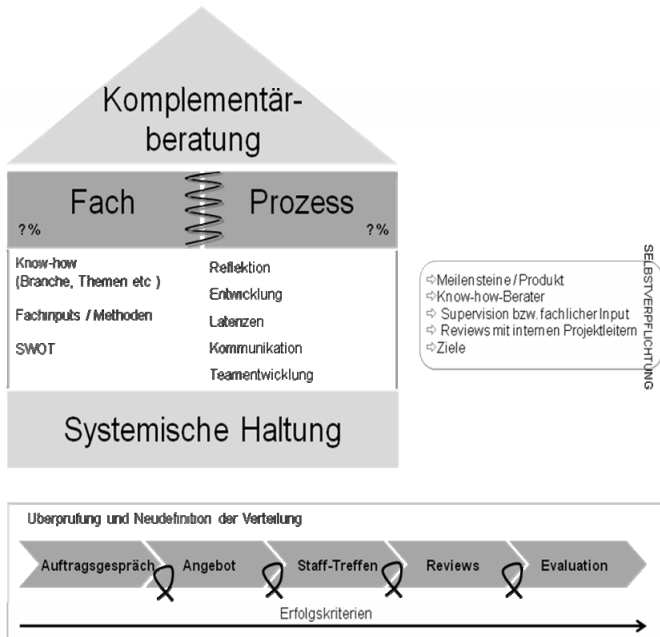 Komplementär-
beratung
Fach
Prozess
?%
?%
Know-how
(Branche, Themen etc )
Fachinputs / Methoden
SWOT
Reflektion
Entwicklung
Latenzen
Kommunikation
Teamentwicklung
Systemische Haltung
⇨Meilensteine / Produkt
⇨Know-how-Berater
⇨ Supervision bzw. fachlicher Input
⇨ Reviews mit internen Projektleitern
⇨Ziele
SELBSTVERPFLICHTUNG
Überprüfung und Neudefinition der Verteilung
Auftragsgespräch
Angebot
Staff-Treffen
Reviews
Evaluation
Erfolgskriterien